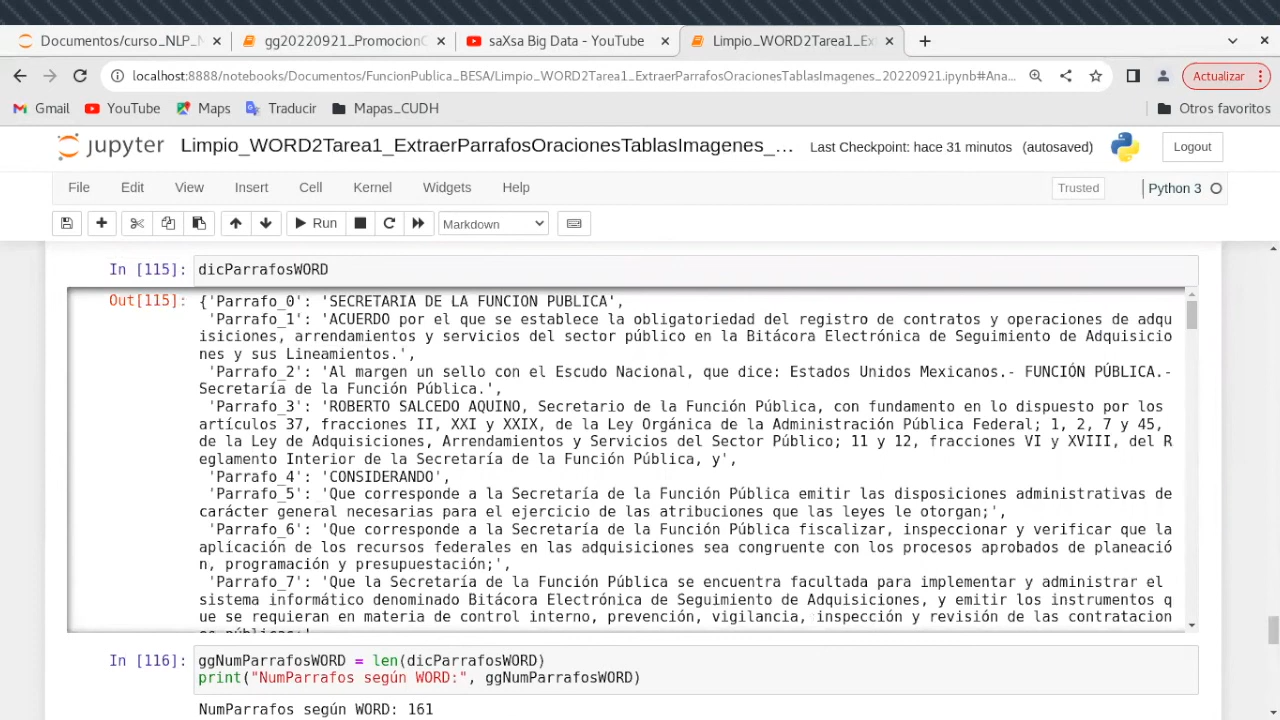 Documentos/curso_NLP_N
gg20220921_PromocionC
saXsa Big Data - YouTube
Limpio_WORD2Tarea1_Ex
localhost:8888/notebooks/Documentos/FuncionPublica_BESA/Limpio_WORD2Tarea1_ExtraerParrafosOracionesTablasImagenes_20220921.ipynb#Ana...
Actualizar
Gmail YouTube Maps Traducir Mapas_CUDH Otros favoritos
jupyter Limpio_WORD2Tarea1_ExtraerParrafosOracionesTablasImagenes_... Last Checkpoint: hace 31 minutos (autosaved) Logout
File Edit View Insert Cell Kernel Widgets Help Trusted Python 3
Run Markdown
In [115]: dicParrafosWORD
Out[115]: {'Parrafo_0': 'SECRETARIA DE LA FUNCION PUBLICA',
'Parrafo_1': 'ACUERDO por el que se establece la obligatoriedad del registro de contratos y operaciones de adqu
isiciones, arrendamientos y servicios del sector público en la Bitácora Electrónica de Seguimiento de Adquisicio
nes y sus Lineamientos.',
'Parrafo_2': 'Al margen un sello con el Escudo Nacional, que dice: Estados Unidos Mexicanos.- FUNCIÓN PÚBLICA.-
Secretaría de la Función Pública.',
'Parrafo_3': 'ROBERTO SALCEDO AQUINO, Secretario de la Función Pública, con fundamento en lo dispuesto por los
artículos 37, fracciones II, XXI y XXIX, de la Ley Orgánica de la Administración Pública Federal; 1, 2, 7 y 45,
de la Ley de Adquisiciones, Arrendamientos y Servicios del Sector Público; 11 y 12, fracciones VI y XVIII, del R
eglamento Interior de la Secretaría de la Función Pública, y',
'Parrafo_4': 'CONSIDERANDO',
'Parrafo_5': 'Que corresponde a la Secretaría de la Función Pública emitir las disposiciones administrativas de
carácter general necesarias para el ejercicio de las atribuciones que las leyes le otorgan;',
'Parrafo_6': 'Que corresponde a la Secretaría de la Función Pública fiscalizar, inspeccionar y verificar que la
aplicación de los recursos federales en las adquisiciones sea congruente con los procesos aprobados de planeació
n, programación y presupuestación;',
'Parrafo_7': 'Que la Secretaría de la Función Pública se encuentra facultada para implementar y administrar el
sistema informático denominado Bitácora Electrónica de Seguimiento de Adquisiciones, y emitir los instrumentos q
ue se requieran en materia de control interno, prevención, vigilancia, inspección y revisión de las contratacion
es públicas;'
In [116]: ggNumParrafosWORD = len(dicParrafosWORD)
print("NumParrafos según WORD:", ggNumParrafosWORD)
NumParrafos según WORD: 161